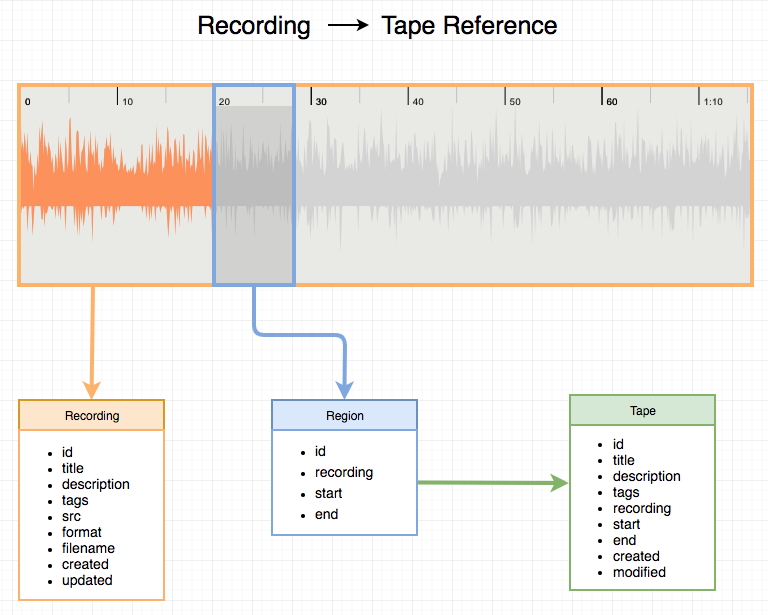 Recording → Tape Reference
0 10 20 30 40 50 60 1:10
Recording
• id
• title
• description
• tags
• src
• format
• filename
• created
• updated
Region
• id
• recording
• start
• end
Tape
• id
• title
• description
• tags
• recording
• start
• end
• created
• modified